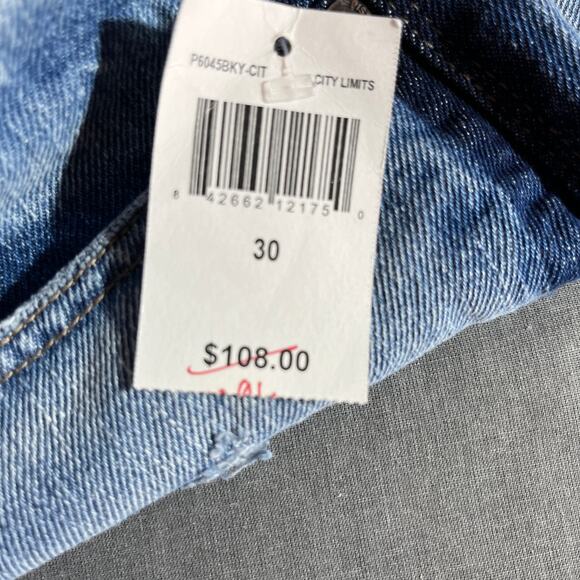 P6045BKY-CIT CITY LIMITS
8 42662 12175 0
30
$108.00